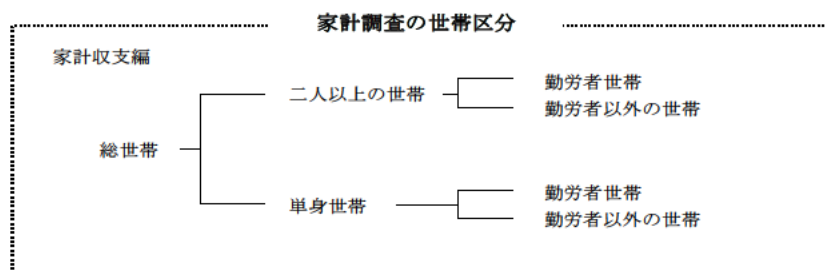 家計調査の世帯区分
家計収支編
総世帯
二人以上の世帯
勤労者世帯
勤労者以外の世帯
単身世帯
勤労者世帯
勤労者以外の世帯